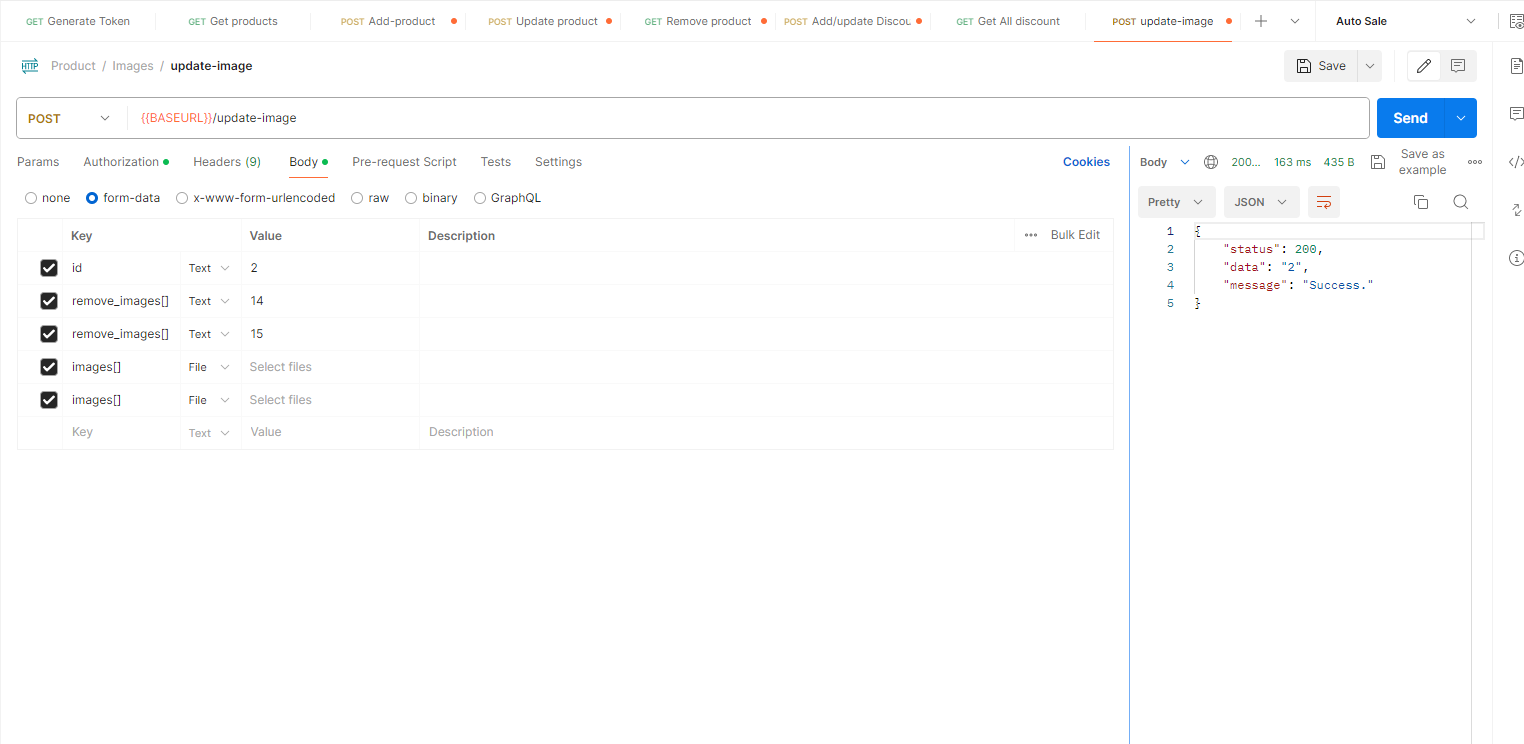 GET Generate Token GET Get products POST Add-product POST Update product GET Remove product POST Add/update Discou GET Get All discount POST update-image Auto Sale
HTTP Product / Images / update-image Save
POST {{BASEURL}}/update-image Send
Params Authorization Headers (9) Body Pre-request Script Tests Settings Cookies
none form-data x-www-form-urlencoded raw binary GraphQL
Key Value Description Bulk Edit
id Text 2
remove_images[] Text 14
remove_images[] Text 15
images[] File Select files
images[] File Select files
Key Text Value Description
Body 200... 163 ms 435 B Save as example
Pretty JSON
1 {
2 "status": 200,
3 "data": "2",
4 "message": "Success."
5 }